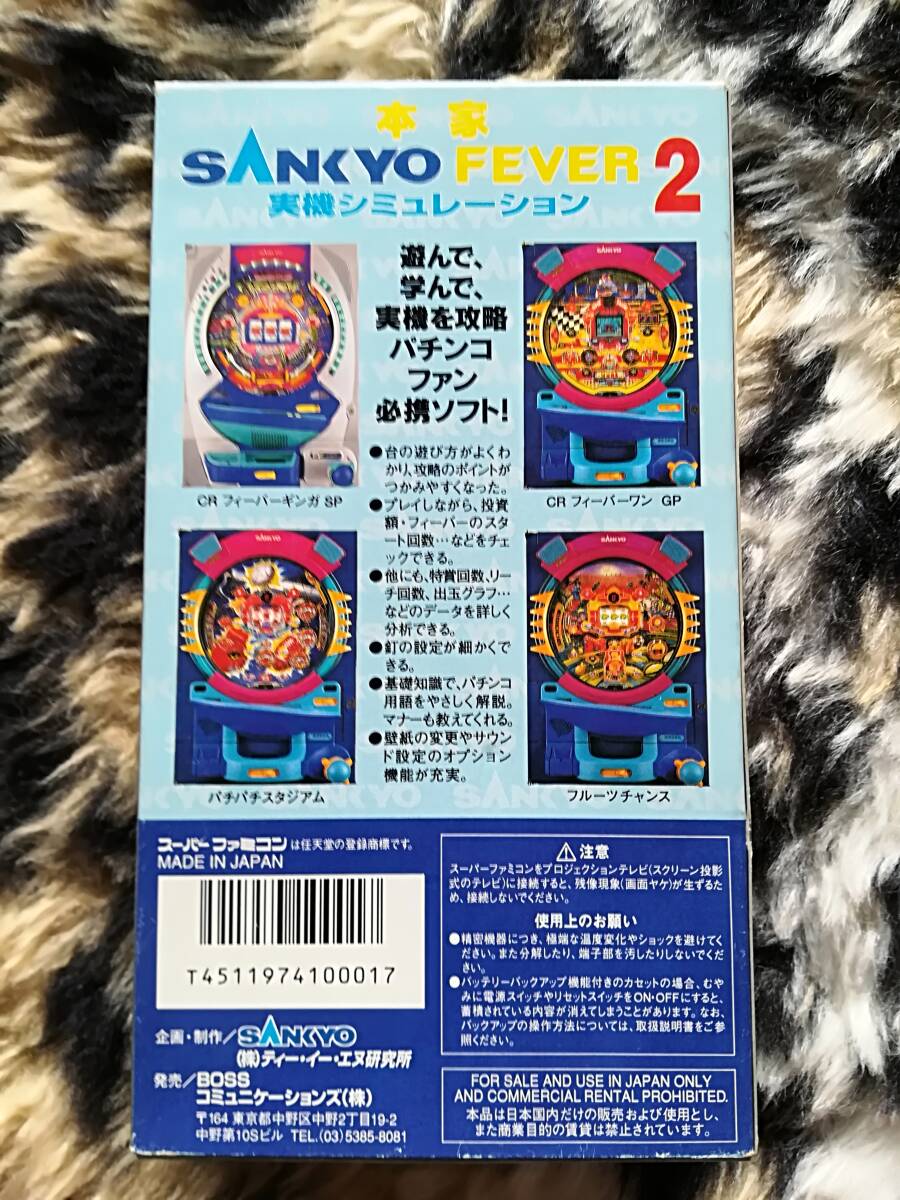 本家
SANKYO FEVER 2
実機シミュレーション
遊んで、
学んで、
実機を攻略
パチンコ
ファン
必携ソフト!
SANKYO
CR フィーバーギンガ SP
SANKYO
CR フィーバーワン GP
SANKYO
パチパチスタジアム
SANKYO
フルーツチャンス
●台の遊び方がよくわ
かり、攻略のポイントが
つかみやすくなった。
●プレイしながら、投資
額・フィーバーのスタ
ート回数…などをチェ
ックできる。
●他にも、特賞回数、リー
チ回数、出玉グラフ…
などのデータを詳しく
分析できる。
●釘の設定が細かくで
きる。
●基礎知識で、パチンコ
用語をやさしく解説。
マナーも教えてくれる。
●壁紙の変更やサウン
ド設定のオプション
機能が充実。
スーパーファミコンは任天堂の登録商標です。
MADE IN JAPAN
T4511974100017
企画・制作/SANKYO
(株)ティー・イー・エヌ研究所
発売/BOSS
コミュニケーションズ(株)
〒164 東京都中野区中野2丁目19-2
中野第10Sビル TEL.(03)5385-8081
⚠注意
スーパーファミコンをプロジェクションテレビ(スクリーン投影
式のテレビ)に接続すると、残像現象(画面ヤケ)が生ずるた
め、接続しないでください。
使用上のお願い
●精密機器につき、極端な温度変化やショックを避けてく
ださい。また分解したり、端子部を汚したりしないでくだ
さい。
●バッテリーバックアップ機能付きのカセットの場合、むや
みに電源スイッチやリセットスイッチをON・OFFにすると、
蓄積されている内容が消えてしまうことがあります。なお、
バックアップの操作方法については、取扱説明書をご参
照ください。
FOR SALE AND USE IN JAPAN ONLY
AND COMMERCIAL RENTAL PROHIBITED.
本品は日本国内だけの販売および使用とし、
また商業目的の賃貸は禁止されています。